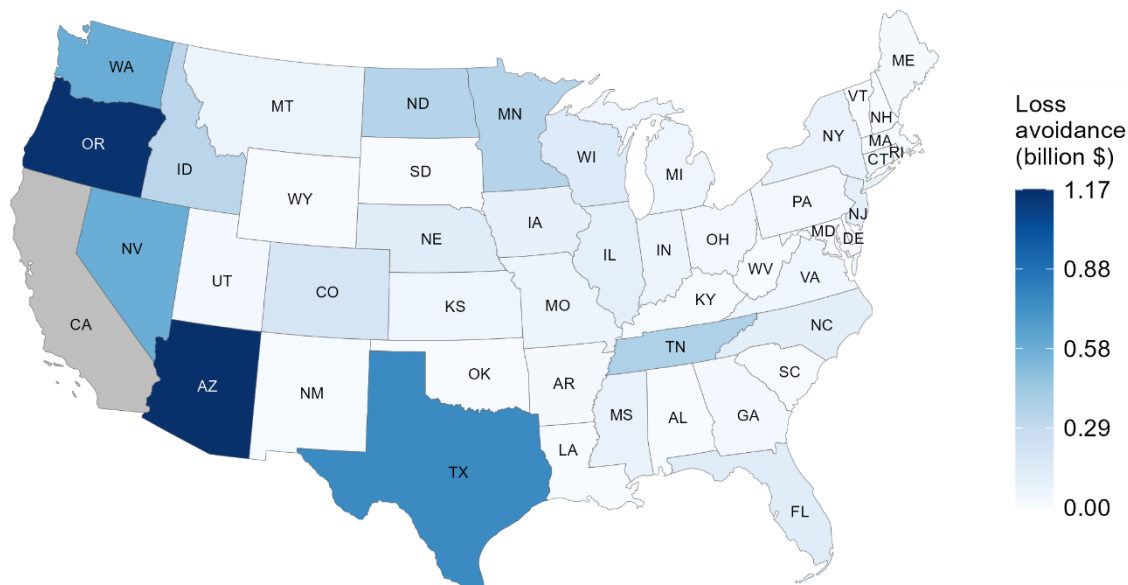 ME
WA
VT
MT
ND
MN
NH
OR
NY
MA
WI
CT
RI
ID
SD
MI
WY
PA
IA
NJ
NE
OH
MD
DE
NV
IL
IN
UT
WV
CO
VA
KS
MO
KY
CA
NC
TN
OK
AZ
AR
SC
NM
MS
AL
GA
LA
TX
FL
Loss
avoidance
(billion $)
1.17
0.88
0.58
0.29
0.00